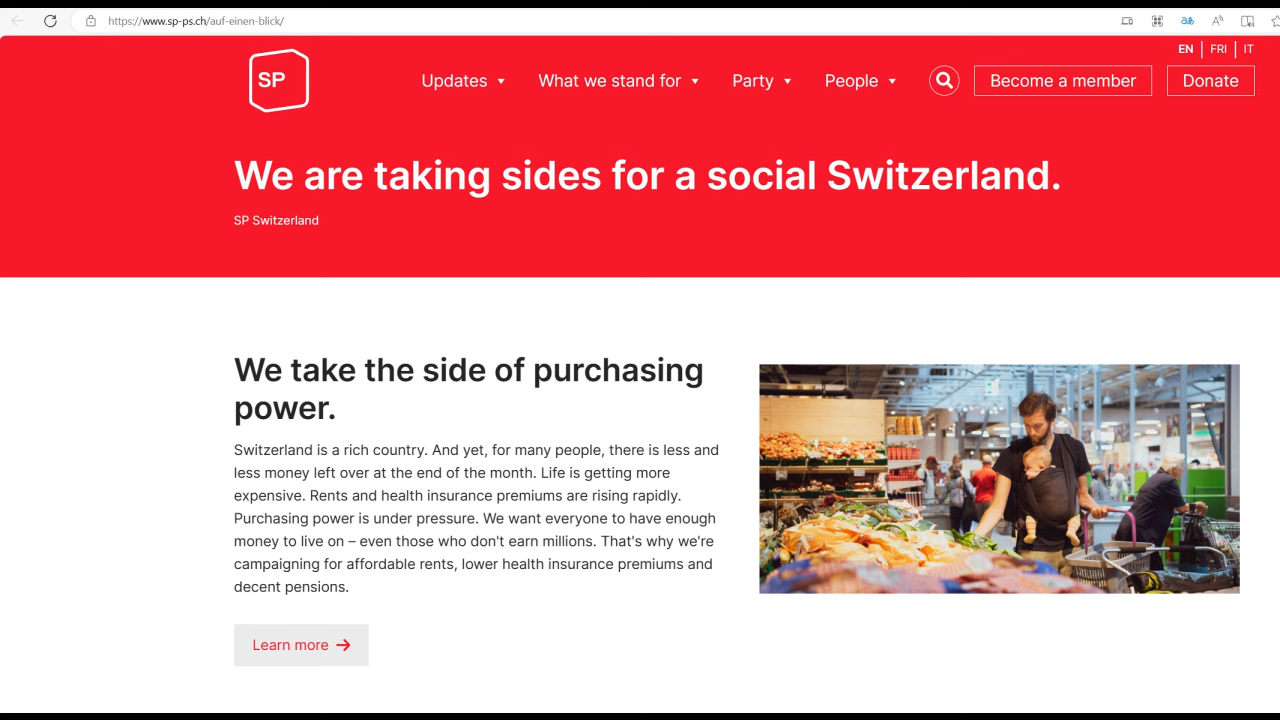 https://www.sp-ps.ch/auf-einen-blick/
EN FRI IT
SP
Updates What we stand for Party People Become a member Donate
We are taking sides for a social Switzerland.
SP Switzerland
We take the side of purchasing
power.
Switzerland is a rich country. And yet, for many people, there is less and
less money left over at the end of the month. Life is getting more
expensive. Rents and health insurance premiums are rising rapidly.
Purchasing power is under pressure. We want everyone to have enough
money to live on – even those who don't earn millions. That's why we're
campaigning for affordable rents, lower health insurance premiums and
decent pensions.
Learn more